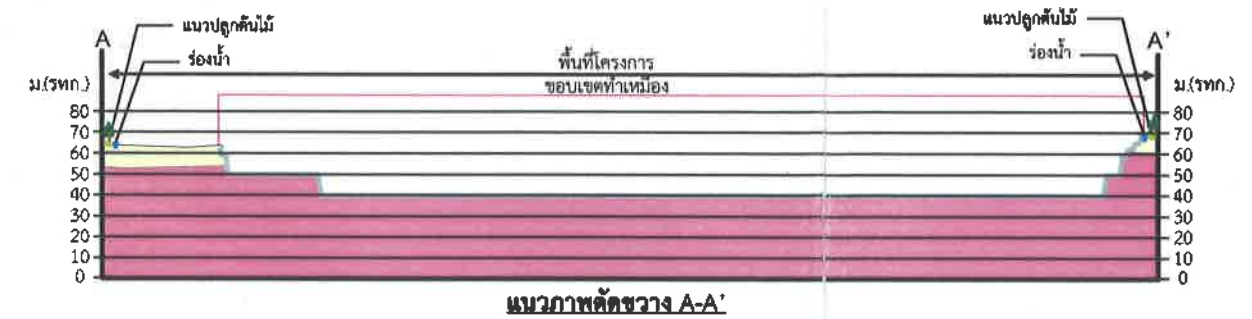 แนวปลูกต้นไม้
แนวปลูกต้นไม้
A
A'
ร่องน้ำ
ร่องน้ำ
พื้นที่โครงการ
ขอบเขตทำเหมือง
ม.(รทก.)
ม.(รทก.)
80
80
70
70
60
60
50
50
40
40
30
30
20
20
10
10
0
0
แนวภาพตัดขวาง A-A'